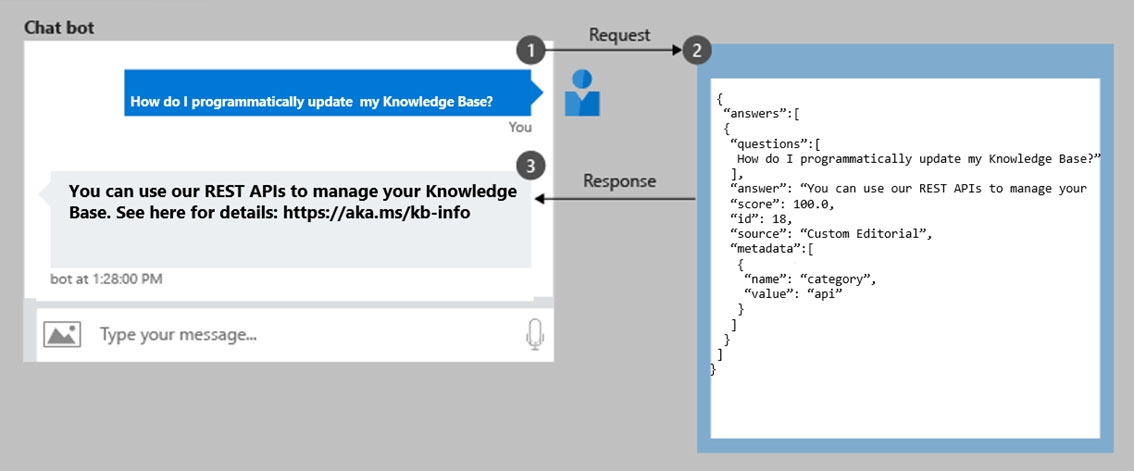 Chat bot
1
Request
2
How do I programmatically update my Knowledge Base?
You
3
Response
You can use our REST APIs to manage your Knowledge
Base. See here for details: https://aka.ms/kb-info
bot at 1:28:00 PM
Type your message...
{
“answers”:[
{
“questions”:[
How do I programmatically update my Knowledge Base?”
],
“answer”: “You can use our REST APIs to manage your
“score”: 100.0,
“id”: 18,
“source”: “Custom Editorial”,
“metadata”:[
{
“name”: “category”,
“value”: “api”
}
]
}
]
}